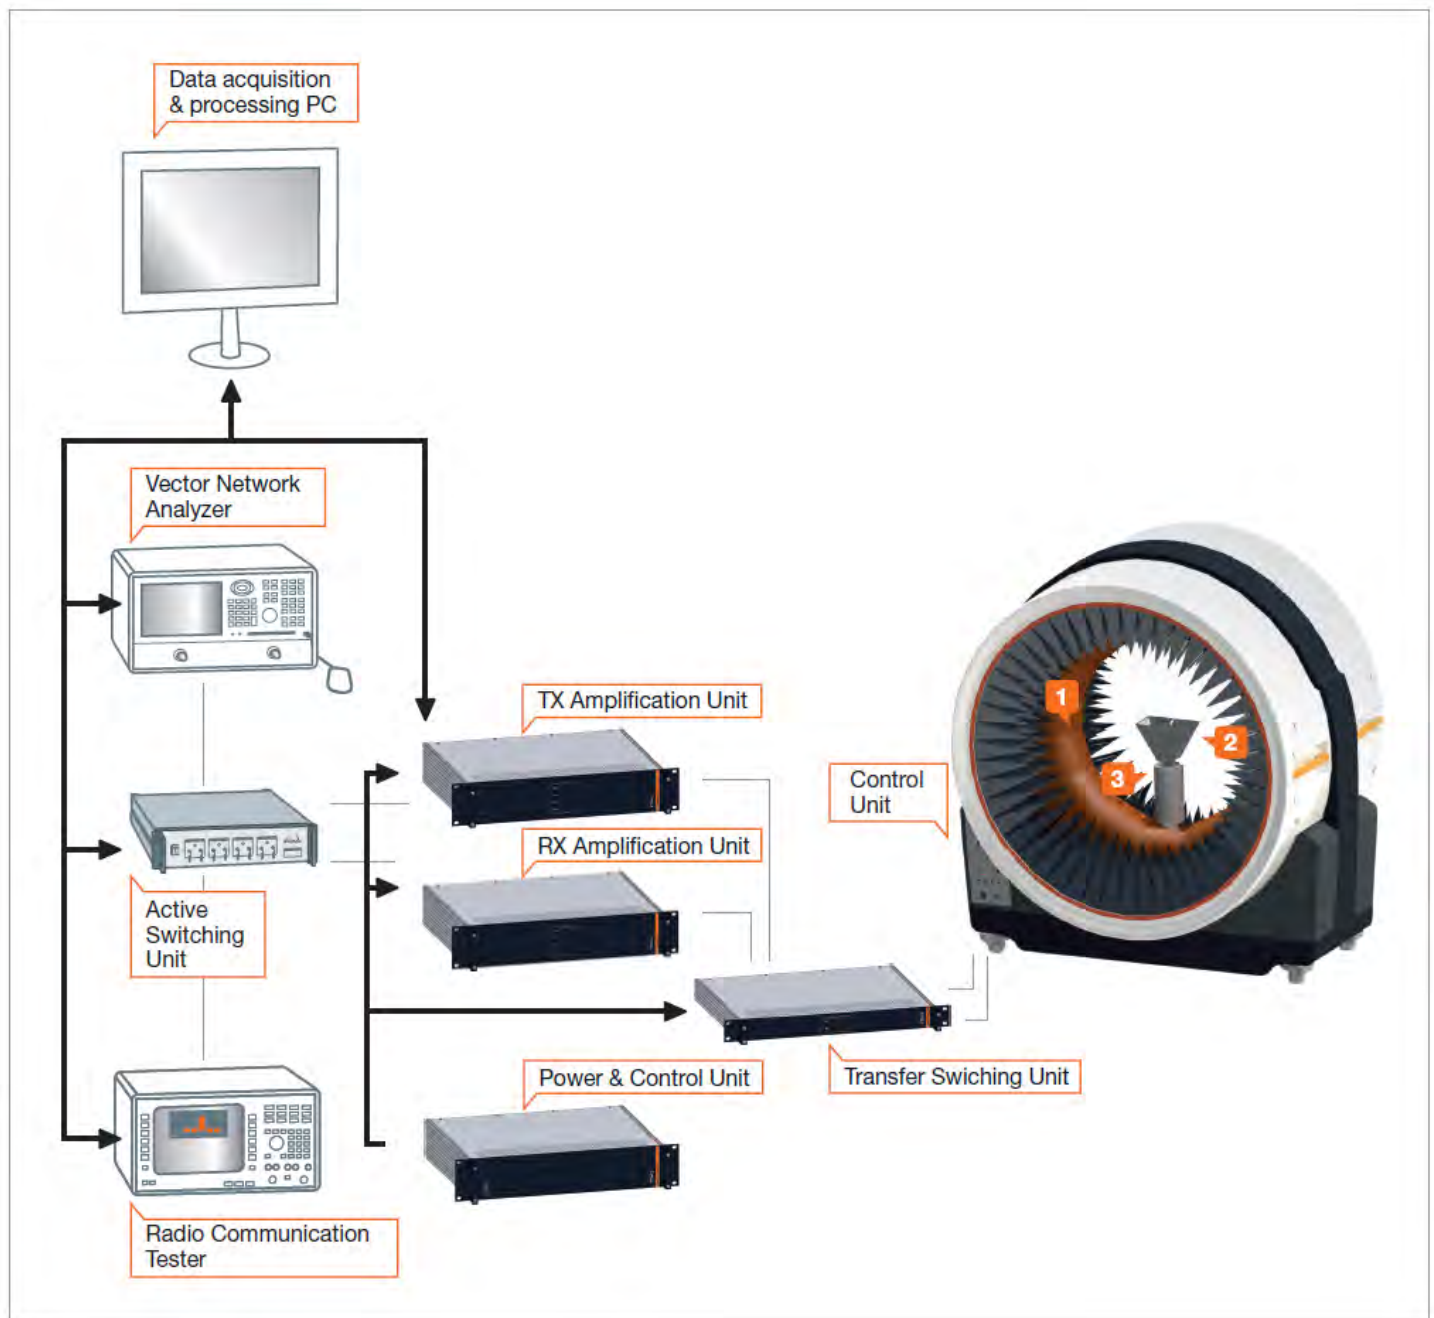 Data acquisition
& processing PC
Vector Network
Analyzer
TX Amplification Unit
1
2
3
Control
Unit
RX Amplification Unit
Active
Switching
Unit
Power & Control Unit
Transfer Swiching Unit
Radio Communication
Tester